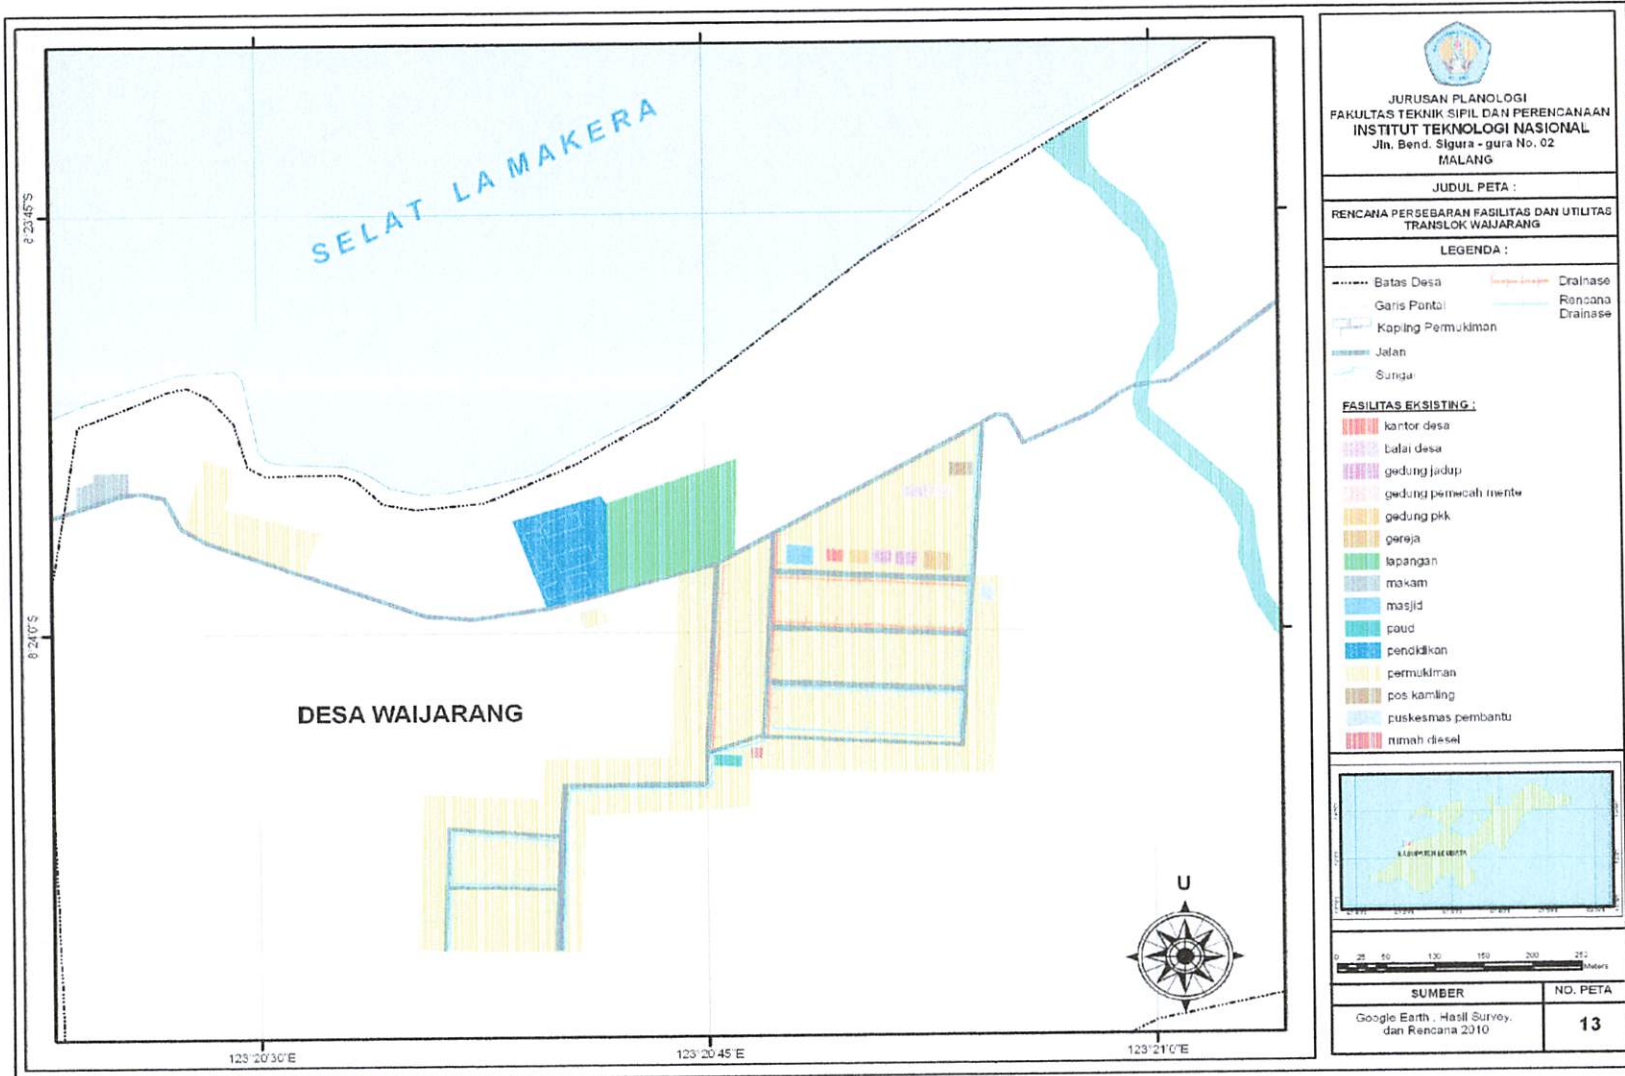 SELAT LAMAKERA
DESA WAIJARANG
U
8°23'45"S
8°24'0"S
123°20'30"E
123°20'45"E
123°21'0"E
JURUSAN PLANOLOGI
FAKULTAS TEKNIK SIPIL DAN PERENCANAAN
INSTITUT TEKNOLOGI NASIONAL
Jln. Bend. Sigura - gura No. 02
MALANG
JUDUL PETA :
RENCANA PERSEBARAN FASILITAS DAN UTILITAS
TRANSLOK WAIJARANG
LEGENDA :
Batas Desa
Garis Pantai
Kapling Permukiman
Jalan
Sungai
Drainase
Rencana
Drainase
FASILITAS EKSISTING :
kantor desa
balai desa
gedung jadup
gedung pemecah mente
gedung pkk
gereja
lapangan
makam
masjid
paud
pendidikan
permukiman
pos kamling
puskesmas pembantu
rumah diesel
KABUPATEN LEMBATA
0 25 50 100 150 200 250
Meters
SUMBER
Google Earth , Hasil Survey,
dan Rencana 2010
NO. PETA
13